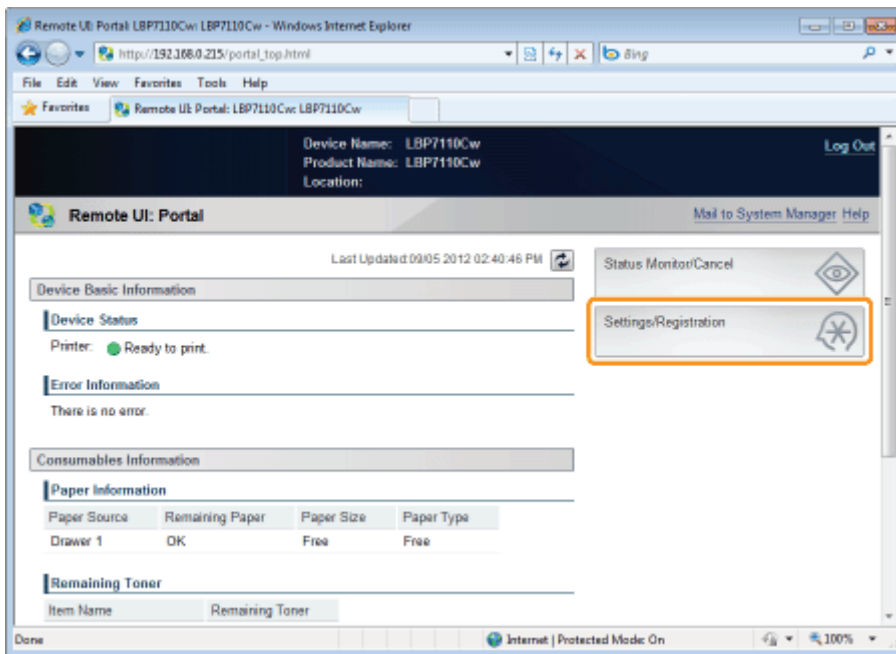 Remote UI: Portal: LBP7110Cw: LBP7110Cw - Windows Internet Explorer
http://192.168.0.215/portal_top.html
Bing
File Edit View Favorites Tools Help
Favorites Remote UI: Portal: LBP7110Cw: LBP7110Cw
Device Name: LBP7110Cw
Product Name: LBP7110Cw
Location:
Log Out
Remote UI: Portal
Mail to System Manager Help
Last Updated:09/05 2012 02:40:46 PM
Status Monitor/Cancel
Settings/Registration
Device Basic Information
Device Status
Printer: Ready to print.
Error Information
There is no error.
Consumables Information
Paper Information
Paper Source Remaining Paper Paper Size Paper Type
Drawer 1 OK Free Free
Remaining Toner
Item Name Remaining Toner
Done Internet | Protected Mode: On 100%